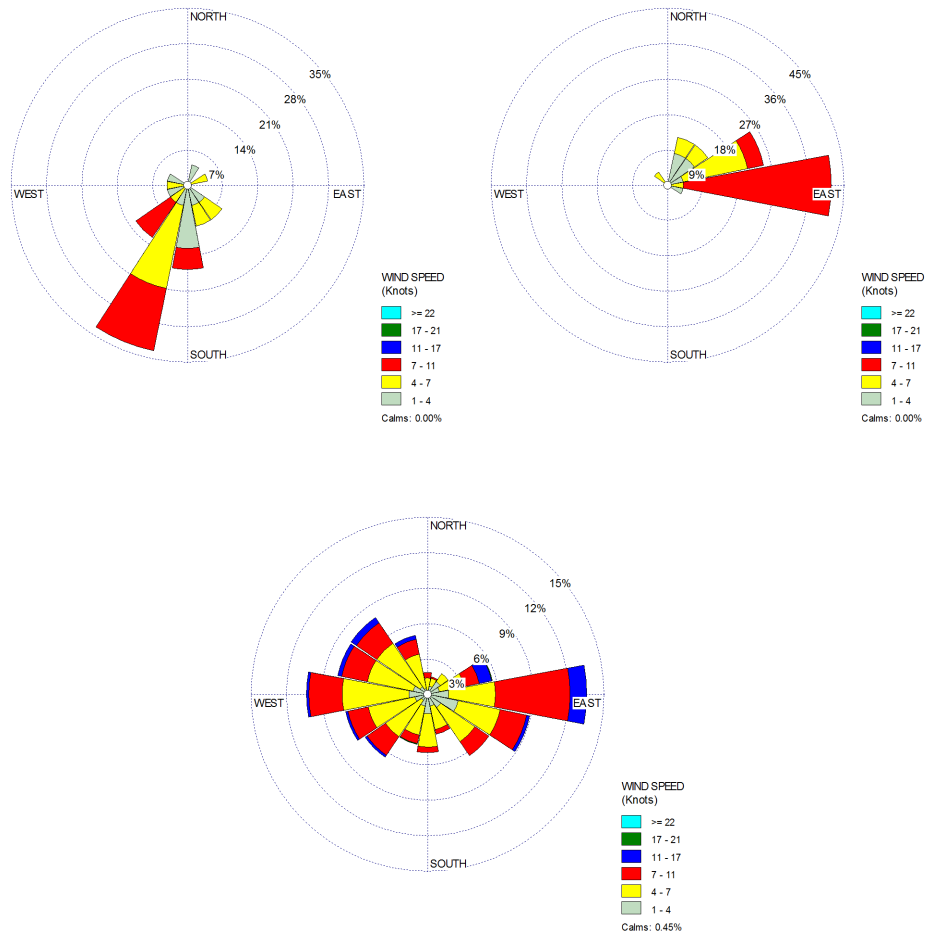 NORTH
35%
28%
21%
14%
7%
WEST
EAST
SOUTH
WIND SPEED
(Knots)
>= 22
17 - 21
11 - 17
7 - 11
4 - 7
1 - 4
Calms: 0.00%
NORTH
45%
36%
27%
18%
9%
WEST
EAST
SOUTH
WIND SPEED
(Knots)
>= 22
17 - 21
11 - 17
7 - 11
4 - 7
1 - 4
Calms: 0.00%
NORTH
15%
12%
9%
6%
3%
WEST
EAST
SOUTH
WIND SPEED
(Knots)
>= 22
17 - 21
11 - 17
7 - 11
4 - 7
1 - 4
Calms: 0.45%